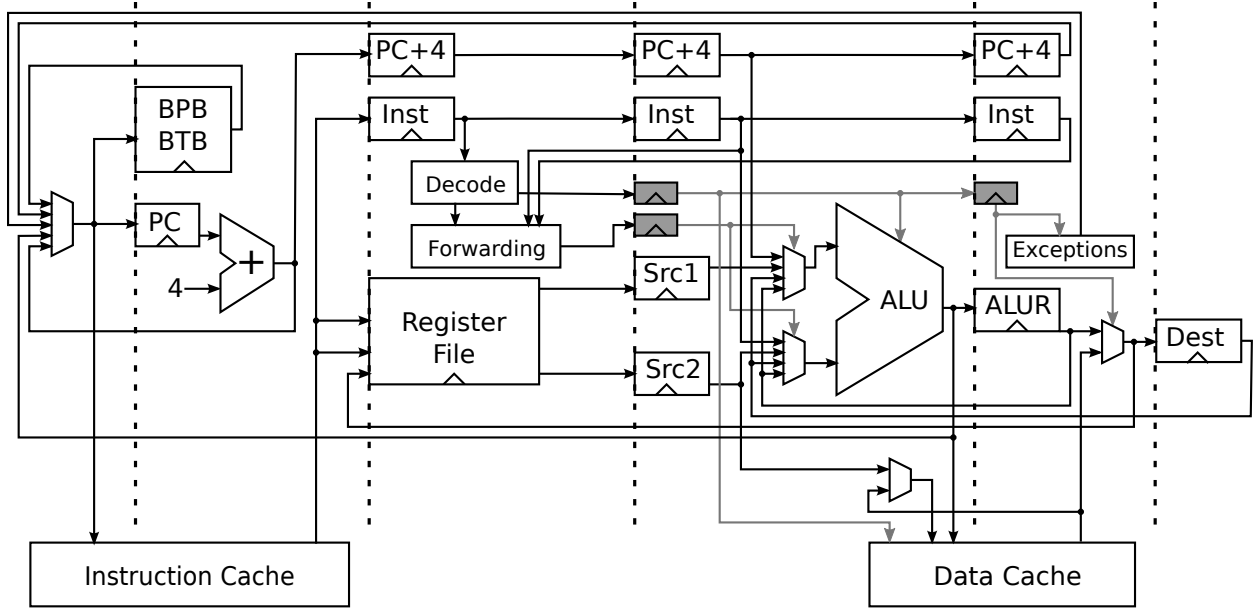 PC+4
PC+4
PC+4
BPB
BTB
Inst
Inst
Inst
Decode
PC
Forwarding
Exceptions
+
4
Src1
Register
File
ALU
ALUR
Dest
Src2
Instruction Cache
Data Cache